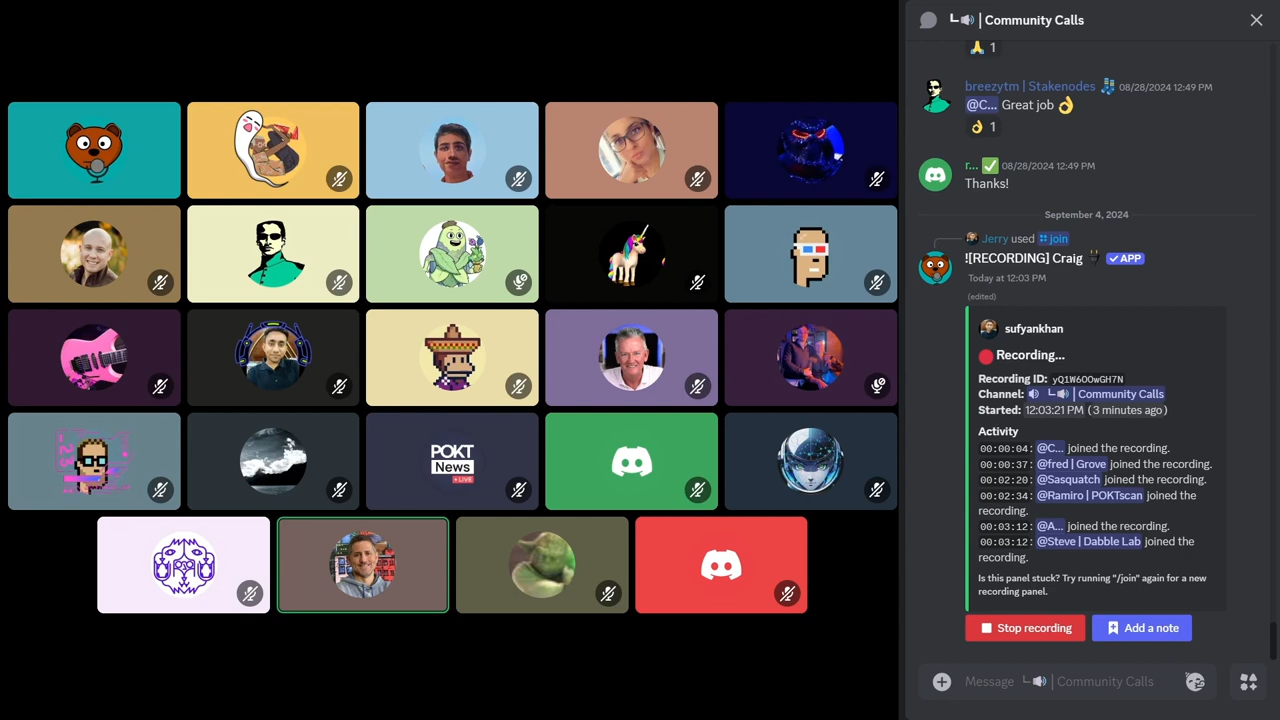 POKT
News
LIVE
| Community Calls
1
breezytm | Stakenodes 08/28/2024 12:49 PM
@C... Great job
1
r... 08/28/2024 12:49 PM
Thanks!
September 4, 2024
Jerry used join
![RECORDING] Craig APP
Today at 12:03 PM
(edited)
sufyankhan
Recording...
Recording ID: yQ1W6OOwGH7N
Channel: | Community Calls
Started: 12:03:21 PM (3 minutes ago)
Activity
00:00:04: @C... joined the recording.
00:00:37: @fred | Grove joined the recording.
00:02:20: @Sasquatch joined the recording.
00:02:34: @Ramiro | POKTscan joined the
recording.
00:03:12: @A... joined the recording.
00:03:12: @Steve | Dabble Lab joined the
recording.
Is this panel stuck? Try running "/join" again for a new
recording panel.
Stop recording
Add a note
Message | Community Calls